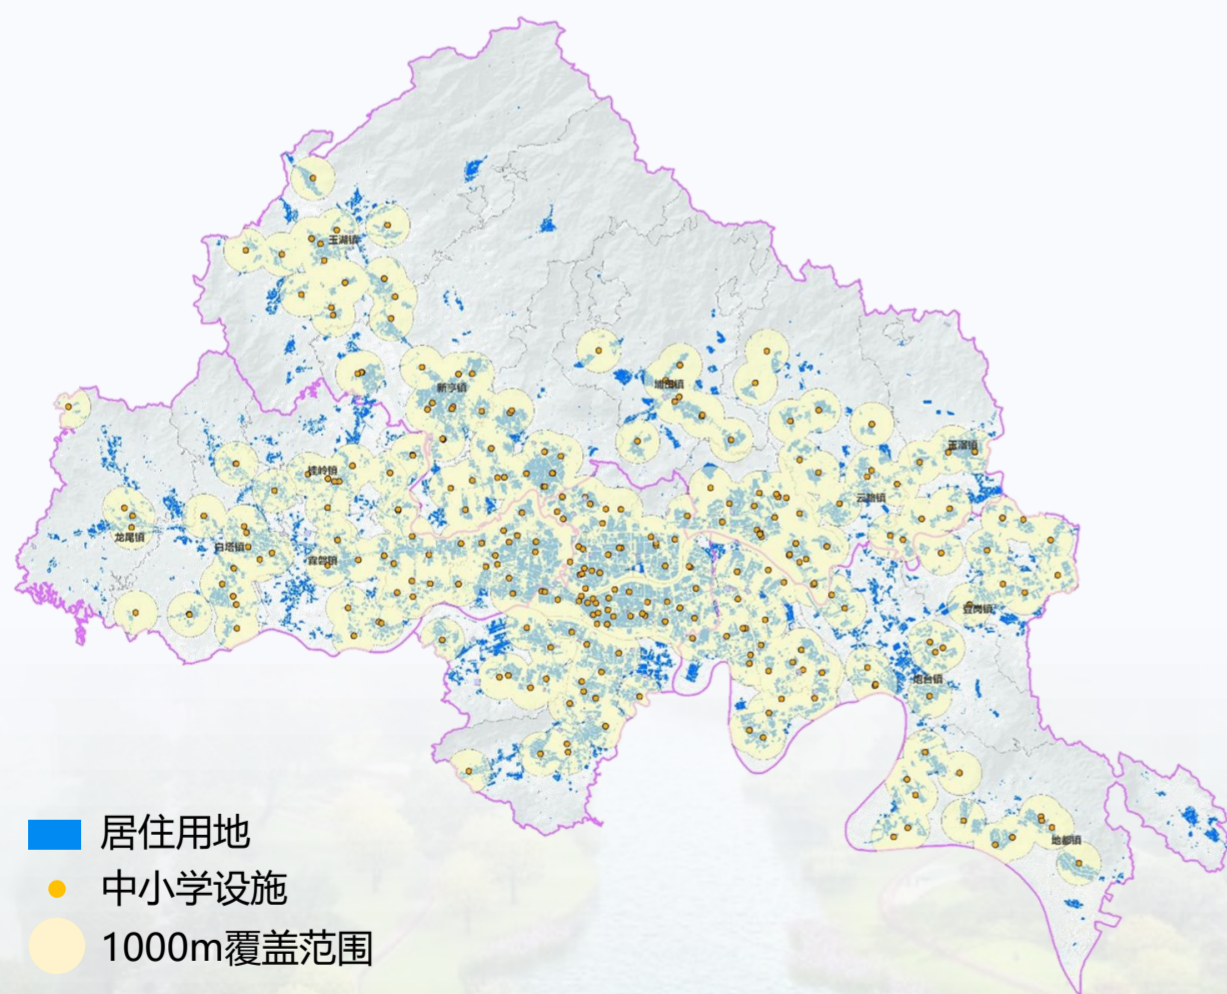 玉湖镇
新亨镇
埔田镇
玉滘镇
桂岭镇
云路镇
龙尾镇
白塔镇
霖磐镇
登岗镇
炮台镇
地都镇
居住用地
中小学设施
1000m覆盖范围